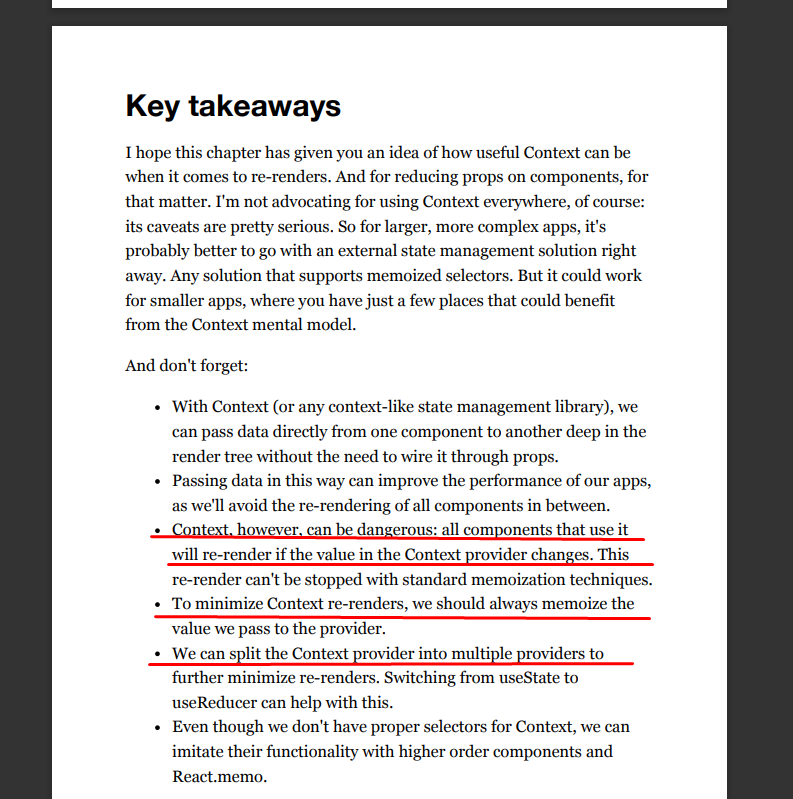 Key takeaways
I hope this chapter has given you an idea of how useful Context can be
when it comes to re-renders. And for reducing props on components, for
that matter. I'm not advocating for using Context everywhere, of course:
its caveats are pretty serious. So for larger, more complex apps, it's
probably better to go with an external state management solution right
away. Any solution that supports memoized selectors. But it could work
for smaller apps, where you have just a few places that could benefit
from the Context mental model.
And don't forget:
• With Context (or any context-like state management library), we
can pass data directly from one component to another deep in the
render tree without the need to wire it through props.
• Passing data in this way can improve the performance of our apps,
as we'll avoid the re-rendering of all components in between.
• Context, however, can be dangerous: all components that use it
will re-render if the value in the Context provider changes. This
re-render can't be stopped with standard memoization techniques.
• To minimize Context re-renders, we should always memoize the
value we pass to the provider.
• We can split the Context provider into multiple providers to
further minimize re-renders. Switching from useState to
useReducer can help with this.
• Even though we don't have proper selectors for Context, we can
imitate their functionality with higher order components and
React.memo.